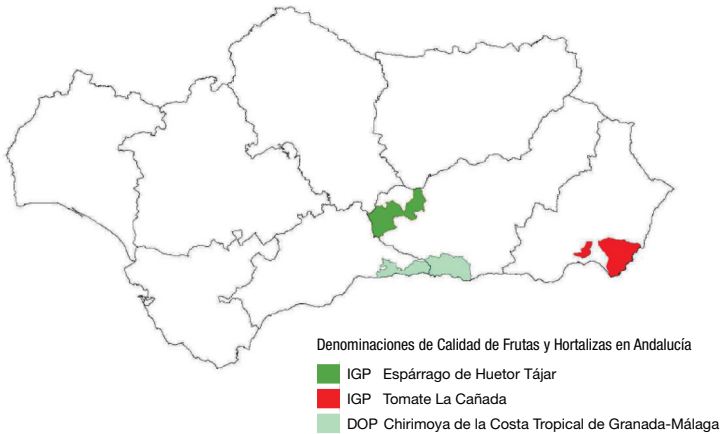 Denominaciones de Calidad de Frutas y Hortalizas en Andalucía
IGP Espárrago de Huetor Tájar
IGP Tomate La Cañada
DOP Chirimoya de la Costa Tropical de Granada-Málaga